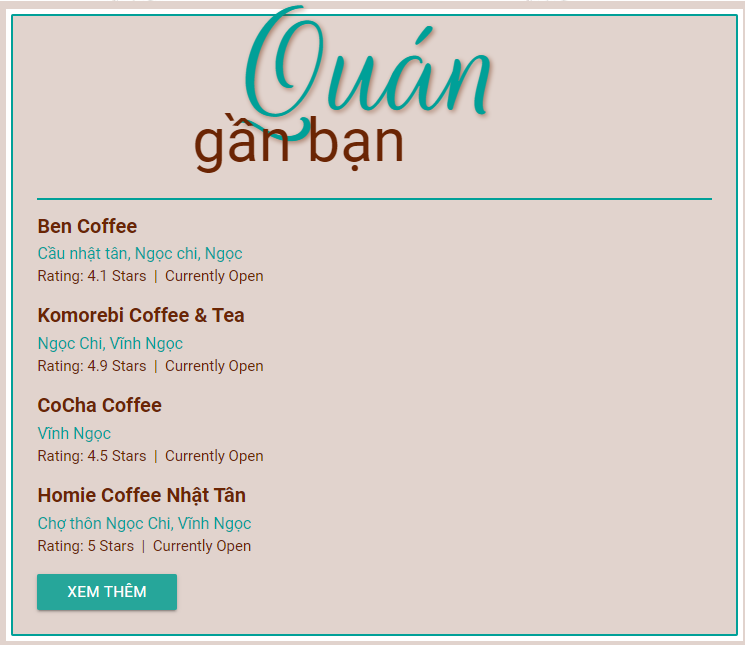 Quán
gần bạn
Ben Coffee
Cầu nhật tân, Ngọc chi, Ngọc
Rating: 4.1 Stars | Currently Open
Komorebi Coffee & Tea
Ngọc Chi, Vĩnh Ngọc
Rating: 4.9 Stars | Currently Open
CoCha Coffee
Vĩnh Ngọc
Rating: 4.5 Stars | Currently Open
Homie Coffee Nhật Tân
Chợ thôn Ngọc Chi, Vĩnh Ngọc
Rating: 5 Stars | Currently Open
XEM THÊM